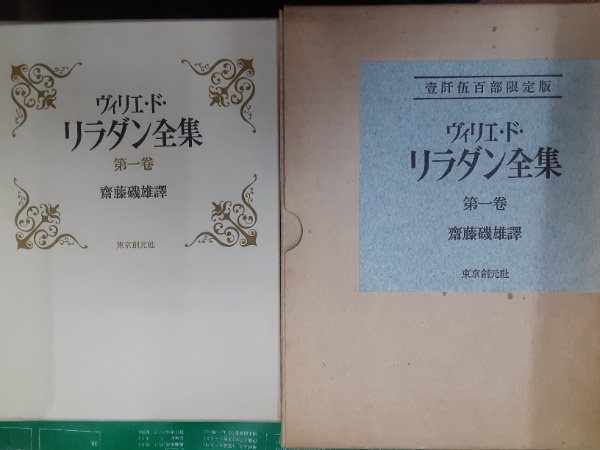 ヴィリエ・ド・
リラダン全集
第一巻
齋藤磯雄譯
東京創元社
壹阡伍百部限定版
ヴィリエ・ド・
リラダン全集
第一巻
齋藤磯雄譯
東京創元社